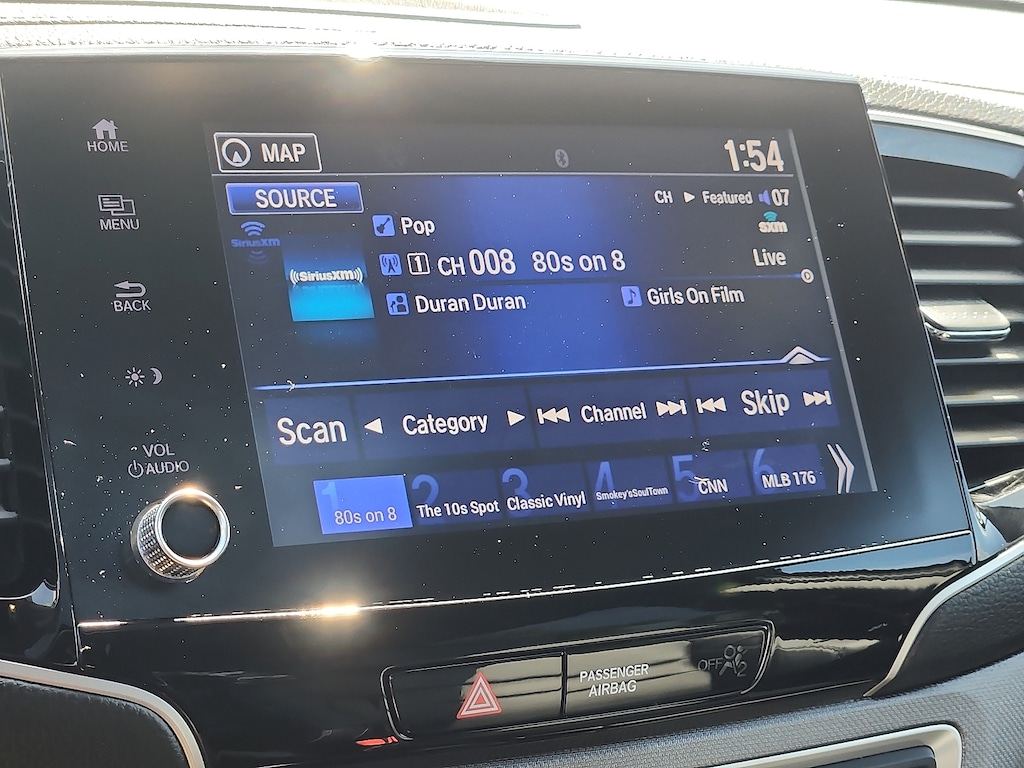 HOME
MENU
BACK
VOL
AUDIO
MAP
1:54
SOURCE
CH ▶ Featured 07
SiriusXM
sxm
Pop
((SiriusXM))
1 CH 008 80s on 8
Live
Duran Duran
Girls On Film
Scan
Category
Channel
Skip
1 80s on 8
2 The 10s Spot
3 Classic Vinyl
4 Smokey'sSoulTown
5 CNN
6 MLB 176
PASSENGER
AIRBAG
OFF
2